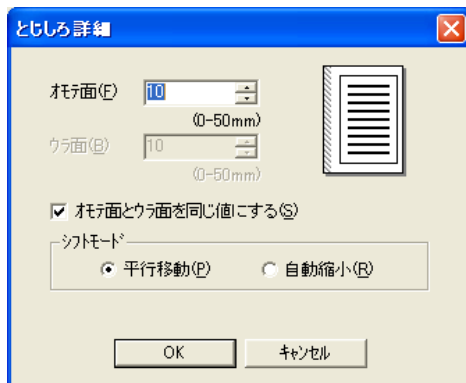 とじしろ詳細
オモテ面(F) 10
(0-50mm)
ウラ面(B) 10
(0-50mm)
オモテ面とウラ面を同じ値にする(S)
シフトモード
平行移動(P) 自動縮小(R)
OK キャンセル